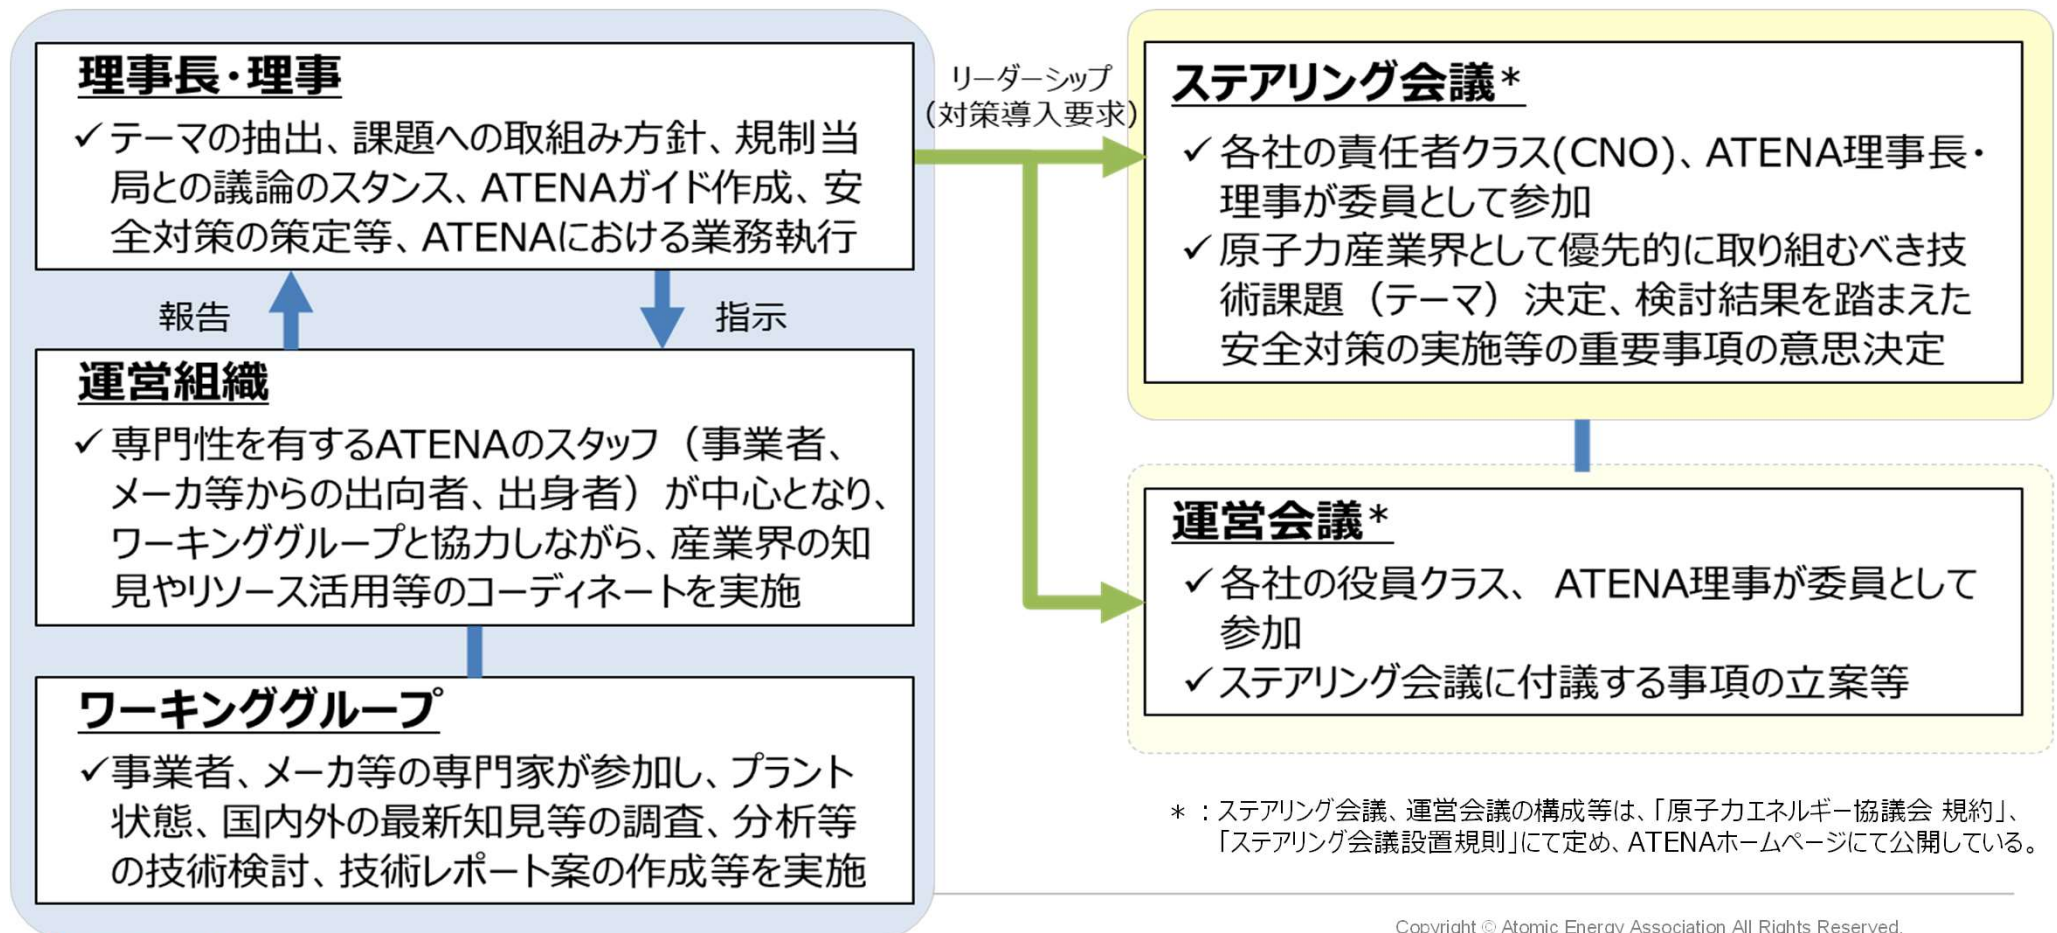 理事長・理事
✓テーマの抽出、課題への取組み方針、規制当
局との議論のスタンス、ATENAガイド作成、安
全対策の策定等、ATENAにおける業務執行
報告
指示
運営組織
✓専門性を有するATENAのスタッフ（事業者、
メーカ等からの出向者、出身者）が中心となり、
ワーキンググループと協力しながら、産業界の知
見やリソース活用等のコーディネートを実施
ワーキンググループ
✓事業者、メーカ等の専門家が参加し、プラント
状態、国内外の最新知見等の調査、分析等
の技術検討、技術レポート案の作成等を実施
リーダーシップ
（対策導入要求）
ステアリング会議*
✓各社の責任者クラス(CNO)、ATENA理事長・
理事が委員として参加
✓原子力産業界として優先的に取り組むべき技
術課題（テーマ）決定、検討結果を踏まえた
安全対策の実施等の重要事項の意思決定
運営会議*
✓各社の役員クラス、 ATENA理事が委員として
参加
✓ステアリング会議に付議する事項の立案等
* ：ステアリング会議、運営会議の構成等は、「原子力エネルギー協議会 規約」、
「ステアリング会議設置規則」にて定め、ATENAホームページにて公開している。
Copyright © Atomic Energy Association All Rights Reserved.